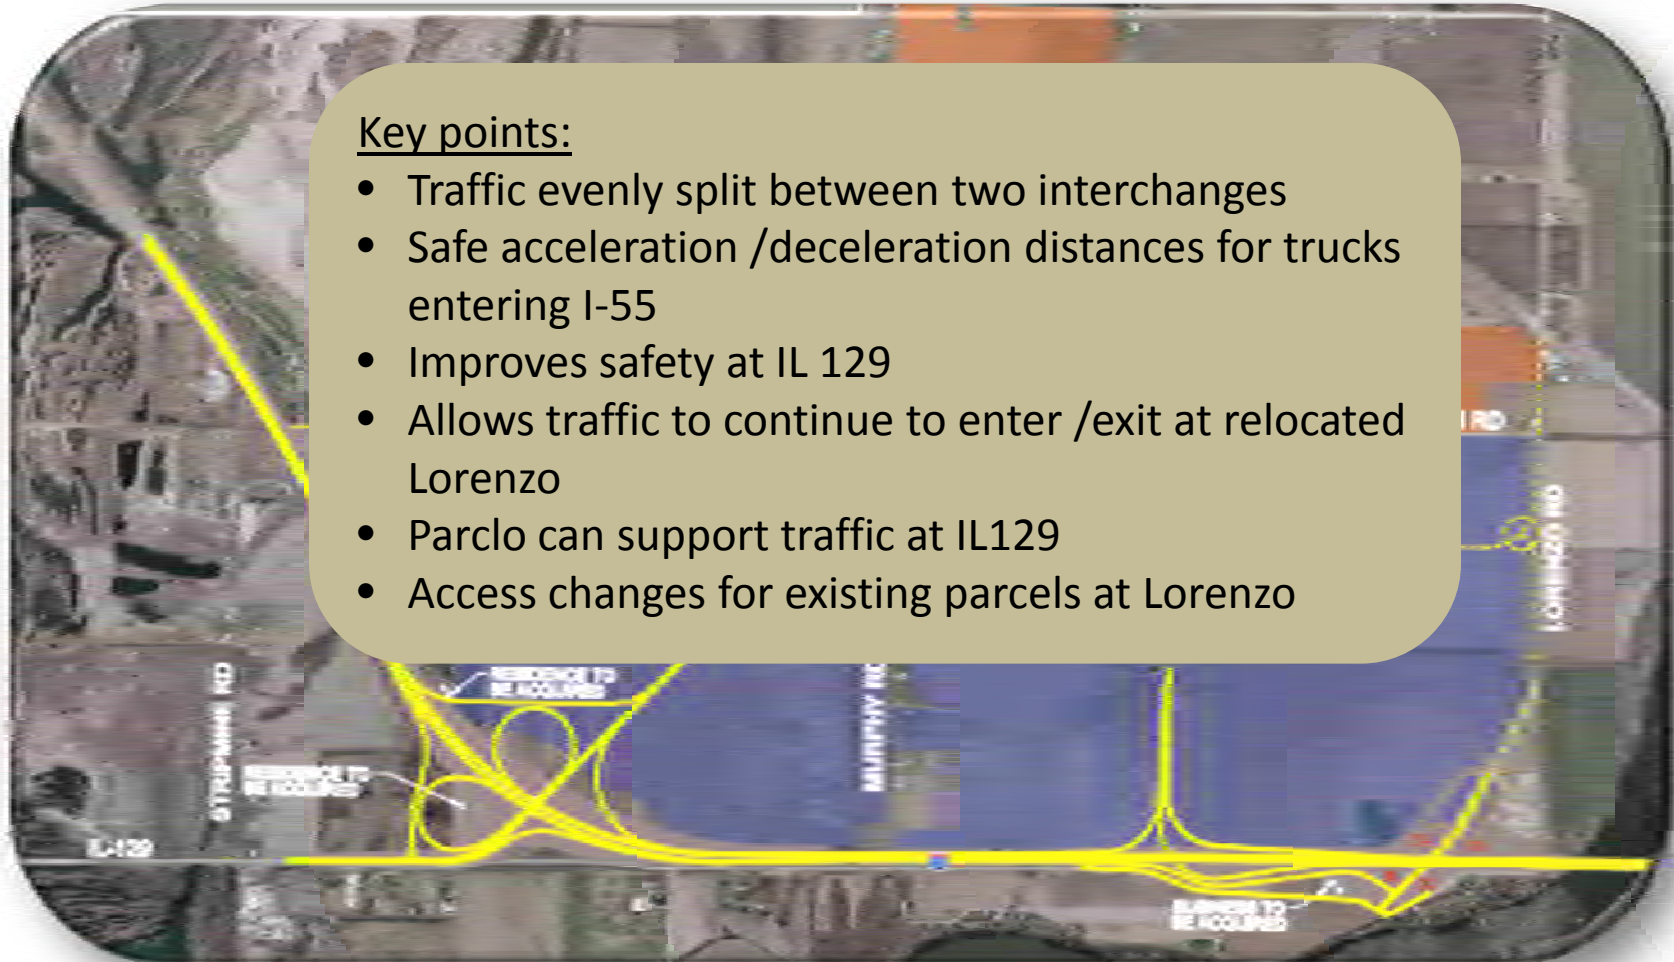 Key points:
• Traffic evenly split between two interchanges
• Safe acceleration /deceleration distances for trucks
entering I-55
• Improves safety at IL 129
• Allows traffic to continue to enter /exit at relocated
Lorenzo
• Parclo can support traffic at IL129
• Access changes for existing parcels at Lorenzo
RD
LORENZO RD
RESIDENCE TO
BE ACQUIRED
MURPHY RD
STRIPMINE RD
RESIDENCE TO
BE ACQUIRED
IL-129
BUSINESS TO
BE ACQUIRED